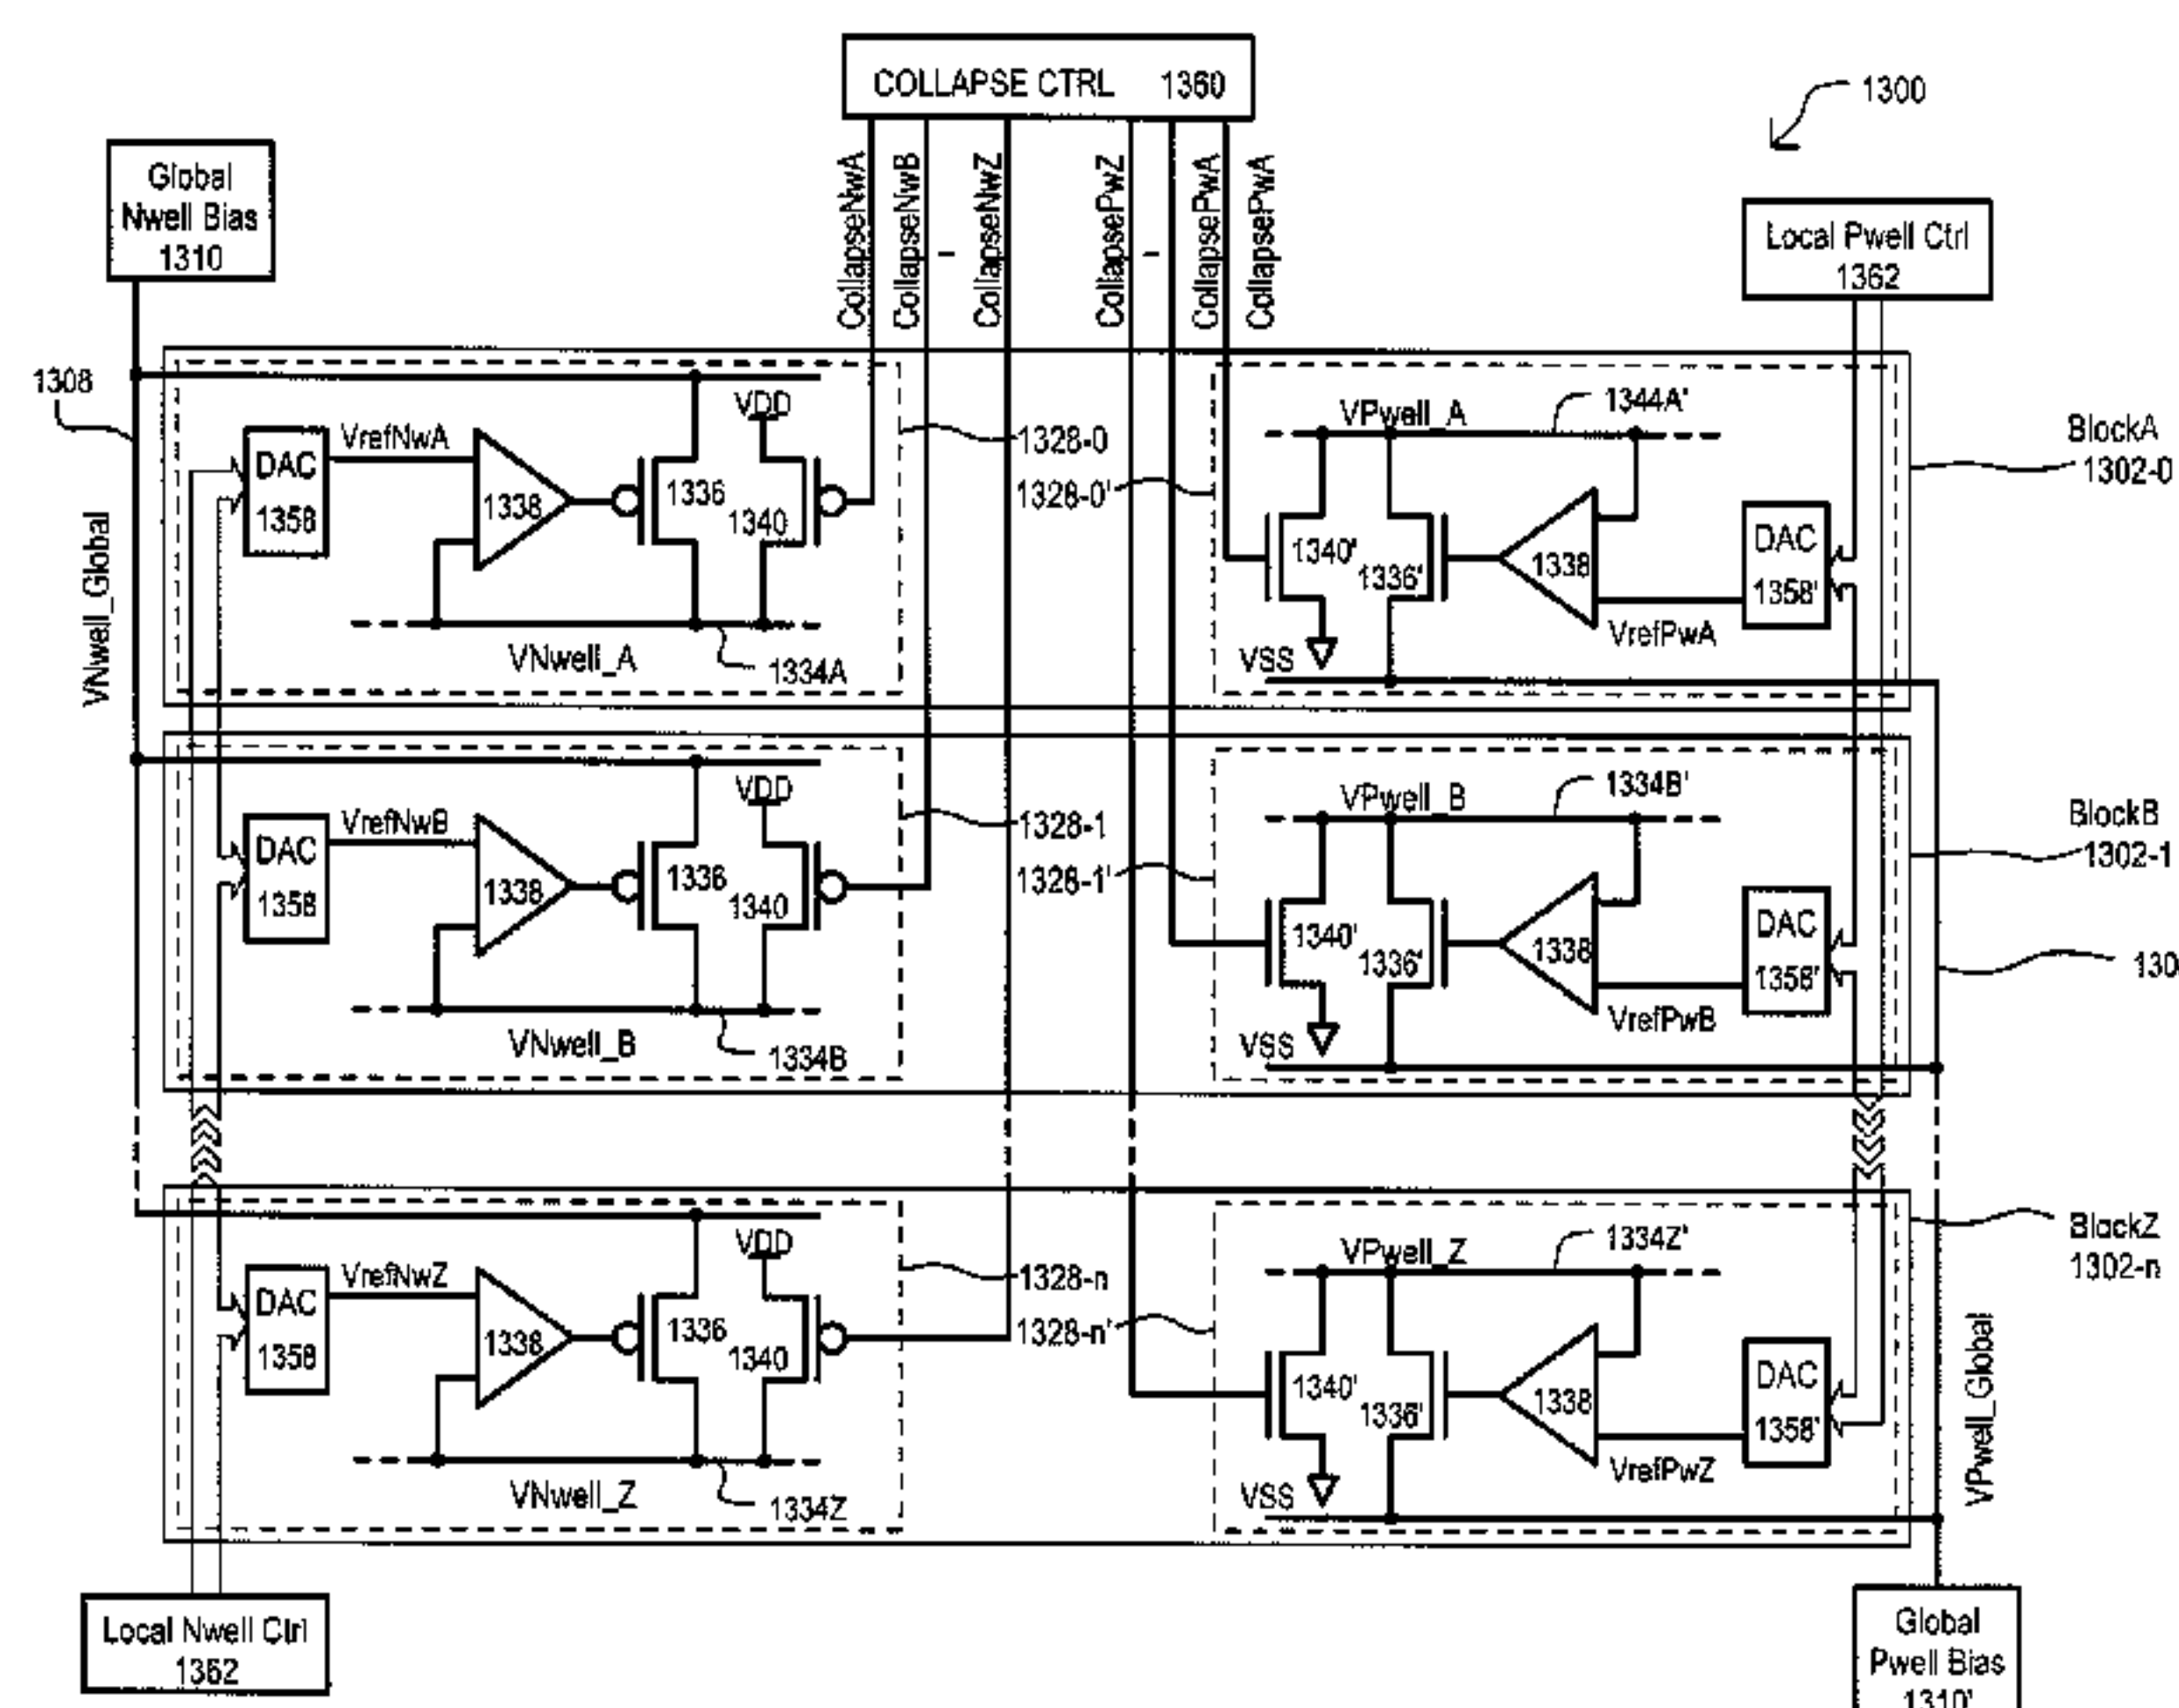 COLLAPSE CTRL 1360
1300
Global
Nwell Bias
1310
CollapseNwA
CollapseNwB
-
CollapseNwZ
CollapsePwZ
-
CollapsePwA
CollapsePwA
Local Pwell Ctrl
1362
1308
VNwell_Global
VDD
DAC
1358
VrefNwA
1338
1336
1340
VNwell_A
1334A
1328-0
1328-0'
VPwell_A
1344A'
1340'
1336'
1338
DAC
1358'
VrefPwA
VSS
BlockA
1302-0
VDD
DAC
1358
VrefNwB
1338
1336
1340
VNwell_B
1334B
1328-1
1328-1'
VPwell_B
1334B'
1340'
1336'
1338
DAC
1358'
VrefPwB
VSS
BlockB
1302-1
130
VDD
DAC
1358
VrefNwZ
1338
1336
1340
VNwell_Z
1334Z
1328-n
1328-n'
VPwell_Z
1334Z'
1340'
1336'
1338
DAC
1358'
VrefPwZ
VSS
BlockZ
1302-n
VPwell_Global
Local Nwell Ctrl
1362
Global
Pwell Bias
1310'